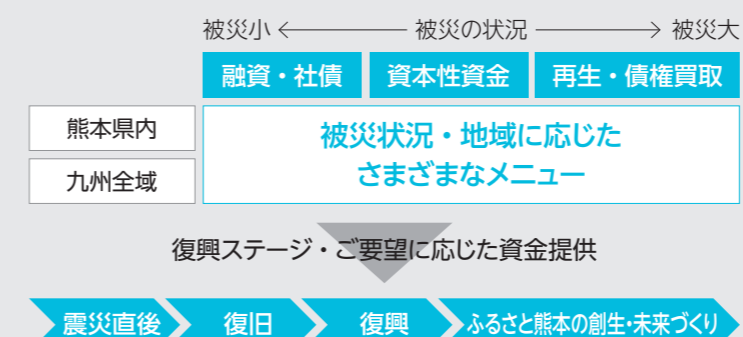 被災小 ← 被災の状況 → 被災大
融資・社債 資本性資金 再生・債権買取
熊本県内
九州全域
被災状況・地域に応じた
さまざまなメニュー
復興ステージ・ご要望に応じた資金提供
震災直後 復旧 復興 ふるさと熊本の創生・未来づくり